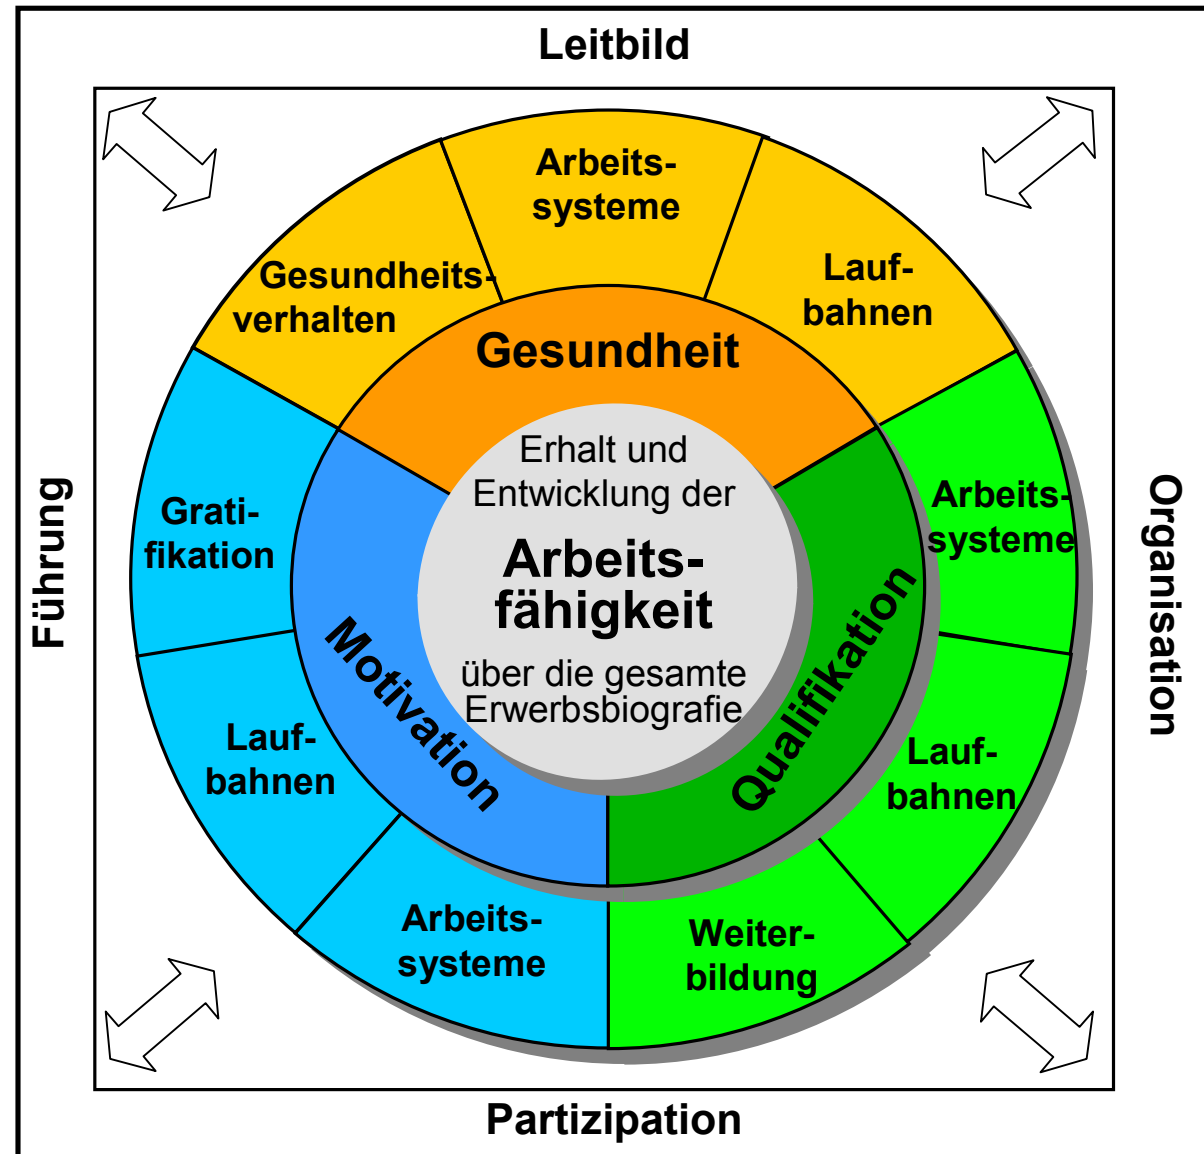 Leitbild
Arbeits-
systeme
Gesundheits-
verhalten
Lauf-
bahnen
Gesundheit
Erhalt und
Entwicklung der
Arbeits-
fähigkeit
über die gesamte
Erwerbsbiografie
Grati-
fikation
Arbeits-
systeme
Führung
Organisation
Motivation
Qualifikation
Lauf-
bahnen
Lauf-
bahnen
Arbeits-
systeme
Weiter-
bildung
Partizipation